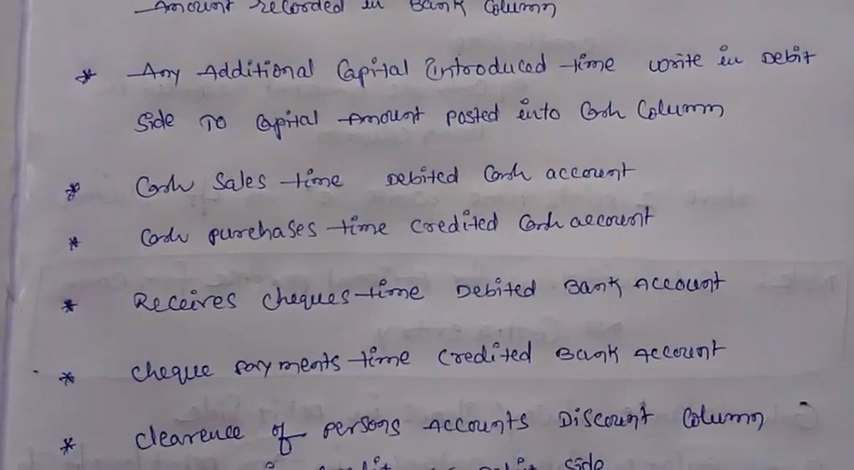 Amount recorded in Bank Column
* Any Additional Capital introduced time write in Debit
Side To Capital Amount posted into Cash Column
* Cash Sales time Debited Cash account
* Cash purchases time credited Cash account
* Receives cheques time Debited Bank Account
* cheque payments time credited Bank Account
* clearence of persons Accounts Discount Column
side